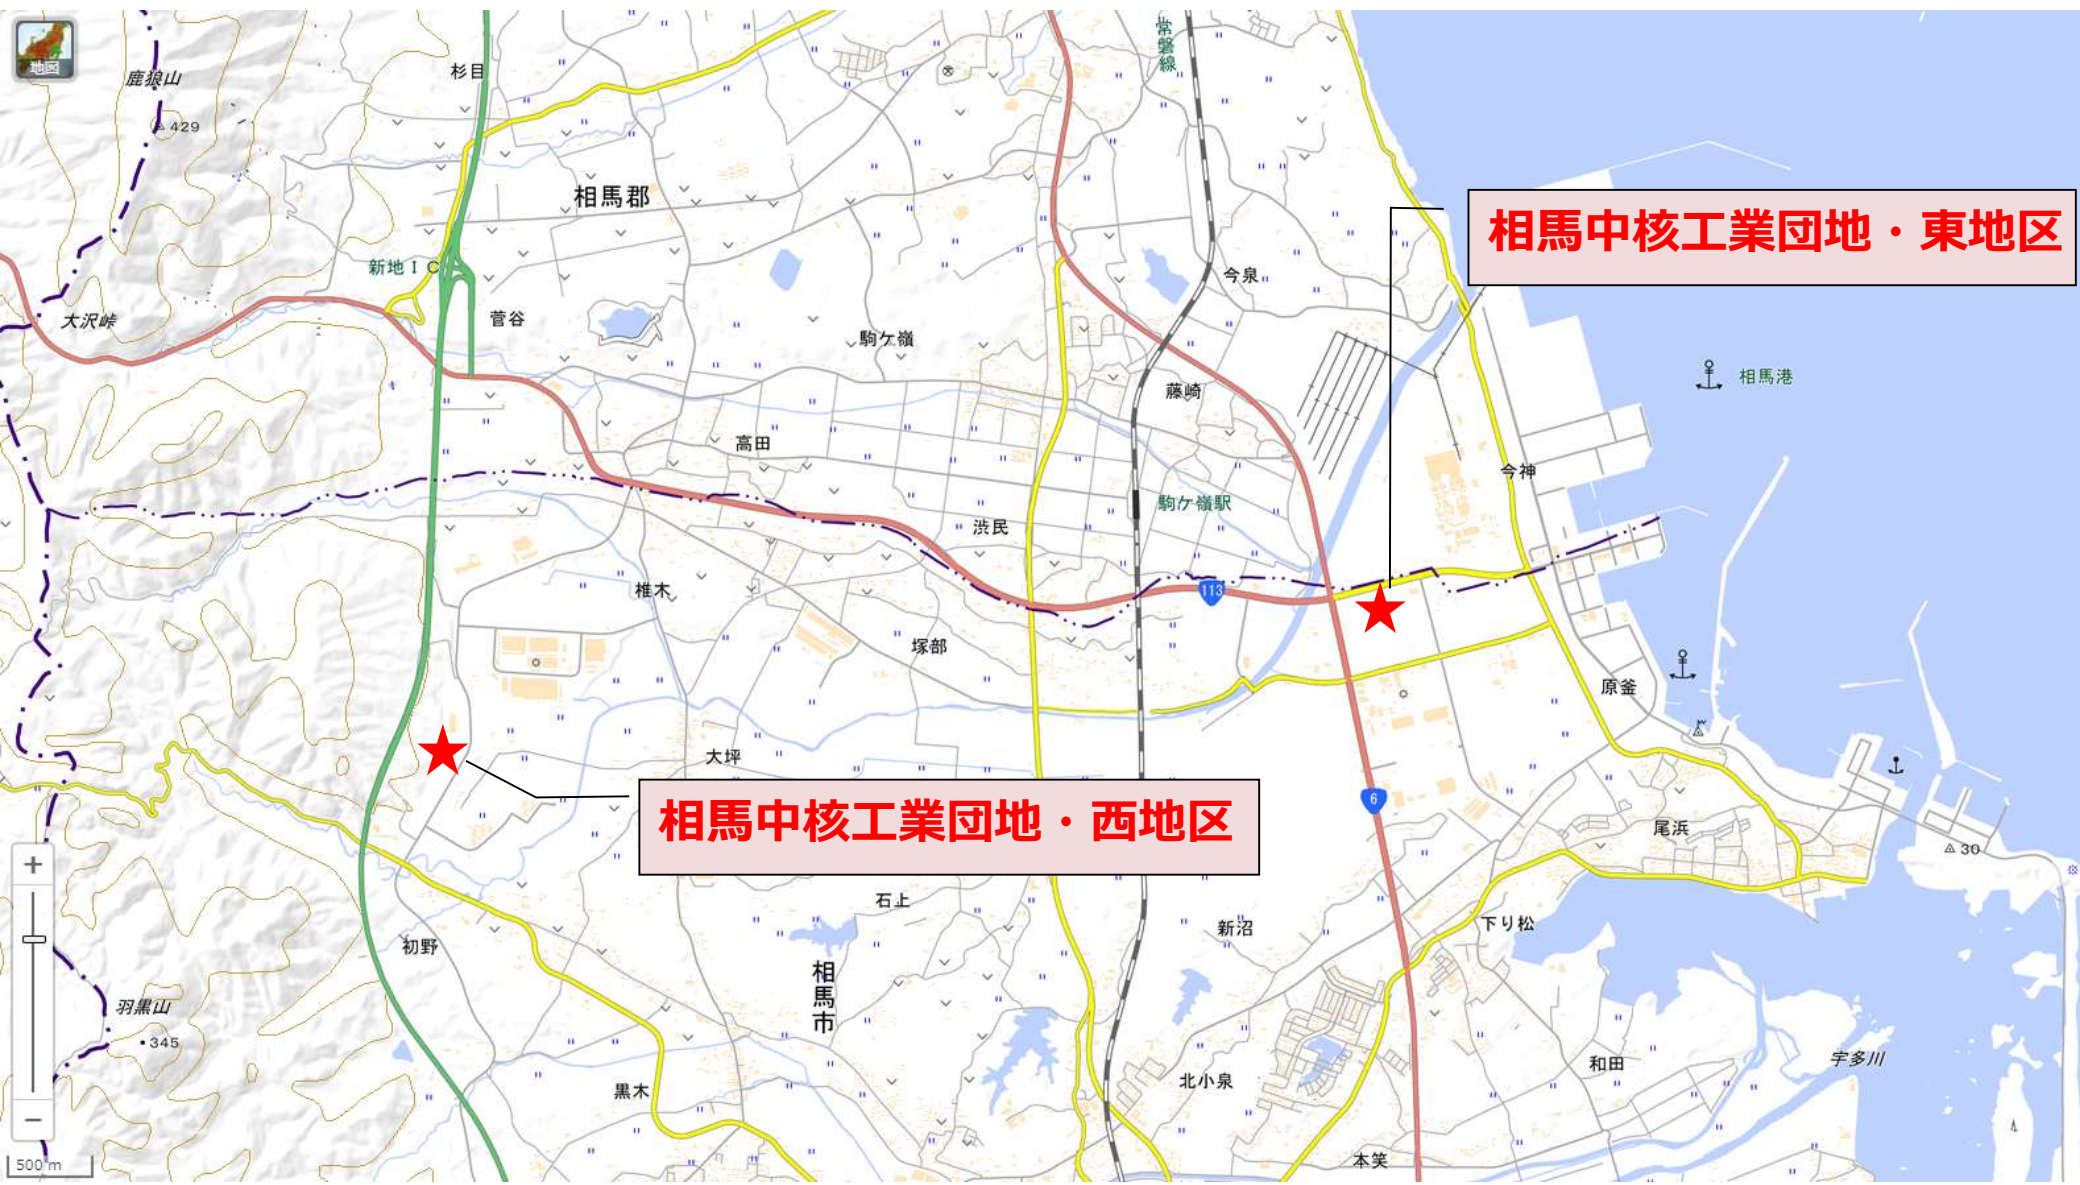 地図
鹿狼山
429
杉目
常磐線
相馬郡
相馬中核工業団地・東地区
新地IC
今泉
大沢峠
菅谷
駒ケ嶺
相馬港
藤崎
高田
今神
駒ケ嶺駅
渋民
椎木
113
塚部
原釜
大坪
6
相馬中核工業団地・西地区
尾浜
30
石上
新沼
下り松
初野
相馬市
羽黒山
345
宇多川
和田
北小泉
黒木
本笑
+
−
500 m